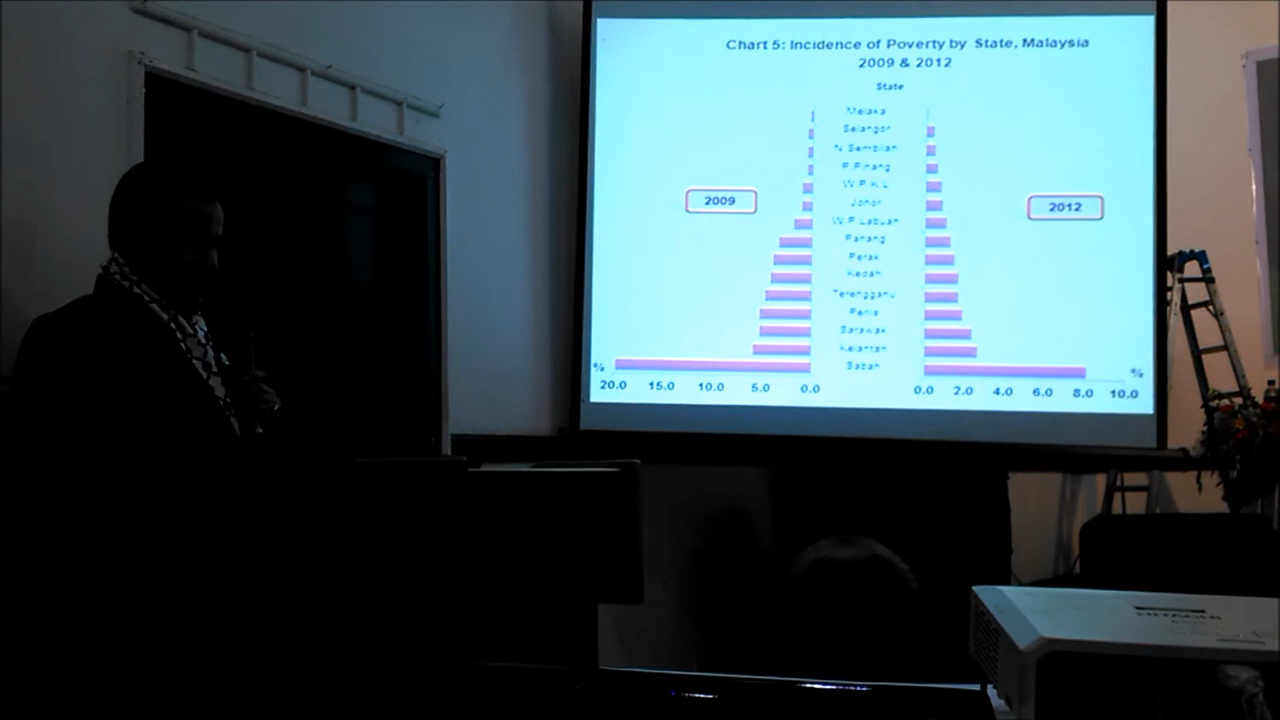 Chart 5: Incidence of Poverty by State, Malaysia
2009 & 2012
State
Melaka
Selangor
N.Sembilan
P.Pinang
W.P.K.L.
2009
Johor
2012
W.P.Labuan
Pahang
Perak
Kedah
Terengganu
Perlis
Sarawak
Kelantan
% Sabah %
20.0 15.0 10.0 5.0 0.0 0.0 2.0 4.0 6.0 8.0 10.0
HITACHI